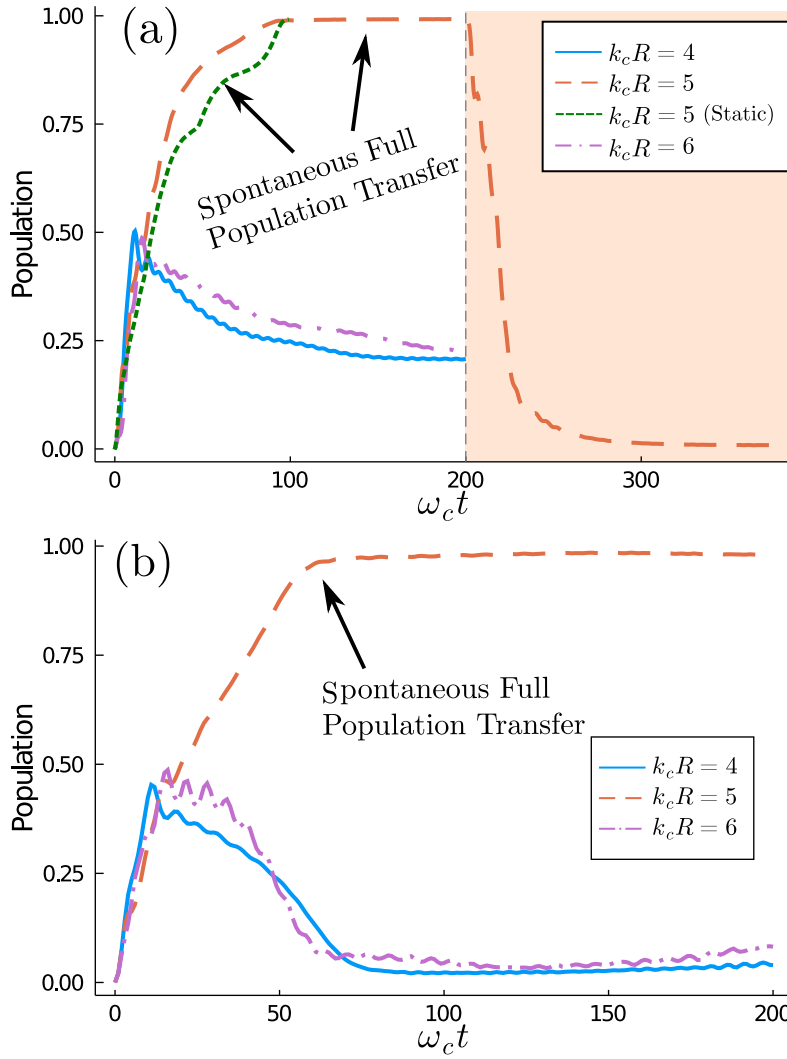 (a)
1.00
0.75
0.50
0.25
0.00
Population
Spontaneous Full
Population Transfer
k_cR = 4
k_cR = 5
k_cR = 5 (Static)
k_cR = 6
0
100
200
300
ω_ct
(b)
1.00
0.75
0.50
0.25
0.00
Population
Spontaneous Full
Population Transfer
k_cR = 4
k_cR = 5
k_cR = 6
0
50
100
150
200
ω_ct